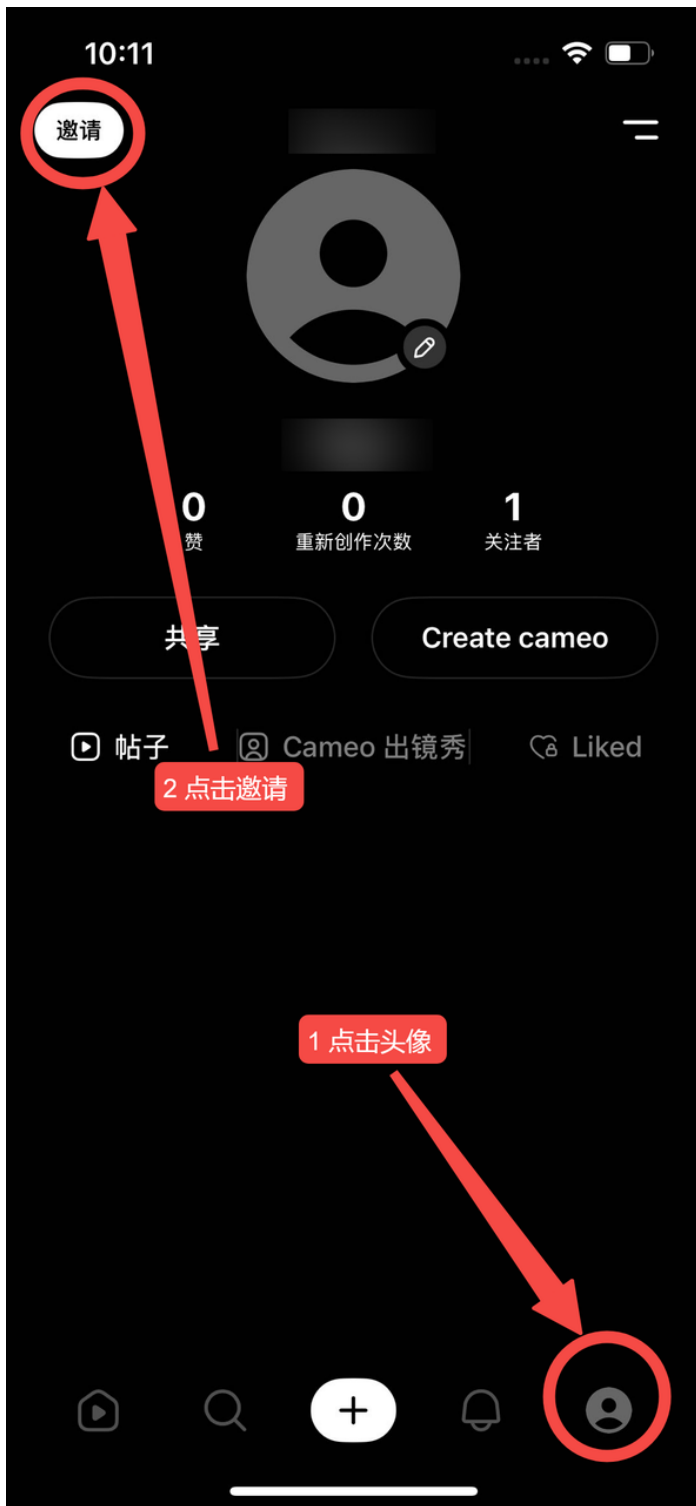 10:11
邀请
0
0
1
赞
重新创作次数
关注者
共享
Create cameo
帖子
Cameo 出镜秀
Liked
2 点击邀请
1 点击头像